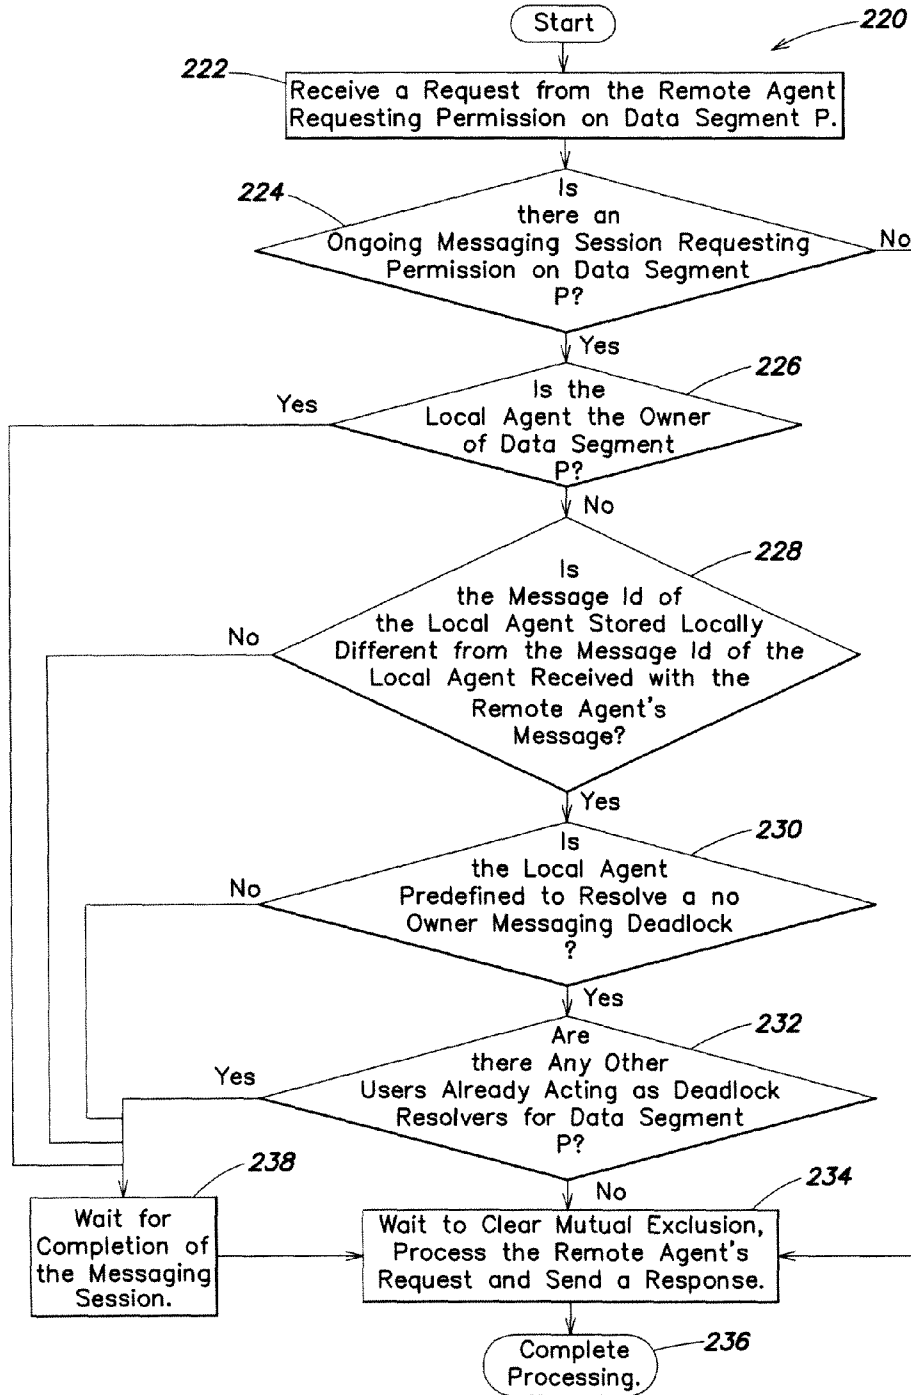 Start
220
222
Receive a Request from the Remote Agent
Requesting Permission on Data Segment P.
224
Is
there an
Ongoing Messaging Session Requesting
Permission on Data Segment
P?
No
Yes
226
Yes
Is the
Local Agent the Owner
of Data Segment
P?
No
228
No
Is
the Message Id of
the Local Agent Stored Locally
Different from the Message Id of the
Local Agent Received with the
Remote Agent's
Message?
Yes
230
No
Is
the Local Agent
Predefined to Resolve a no
Owner Messaging Deadlock
?
Yes
232
Yes
Are
there Any Other
Users Already Acting as Deadlock
Resolvers for Data Segment
P?
No
238
Wait for
Completion of
the Messaging
Session.
234
Wait to Clear Mutual Exclusion,
Process the Remote Agent's
Request and Send a Response.
236
Complete
Processing.